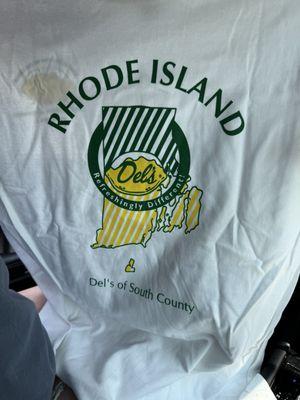 RHODE ISLAND
Del's
Refreshingly Different!
Del's of South County